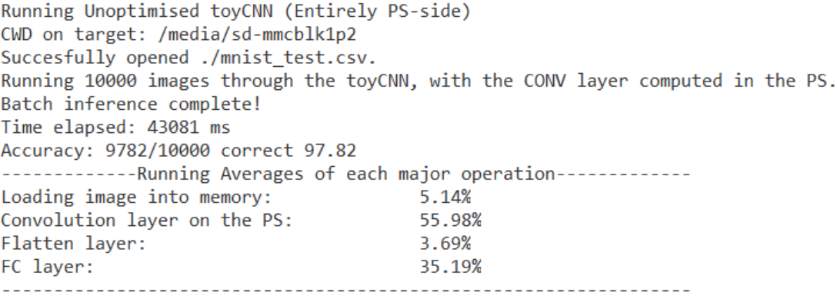 Running Unoptimised toyCNN (Entirely PS-side)
CWD on target: /media/sd-mmcblk1p2
Succesfully opened ./mnist_test.csv.
Running 10000 images through the toyCNN, with the CONV layer computed in the PS.
Batch inference complete!
Time elapsed: 43081 ms
Accuracy: 9782/10000 correct 97.82
-------------Running Averages of each major operation-------------
Loading image into memory: 5.14%
Convolution layer on the PS: 55.98%
Flatten layer: 3.69%
FC layer: 35.19%
------------------------------------------------------------------